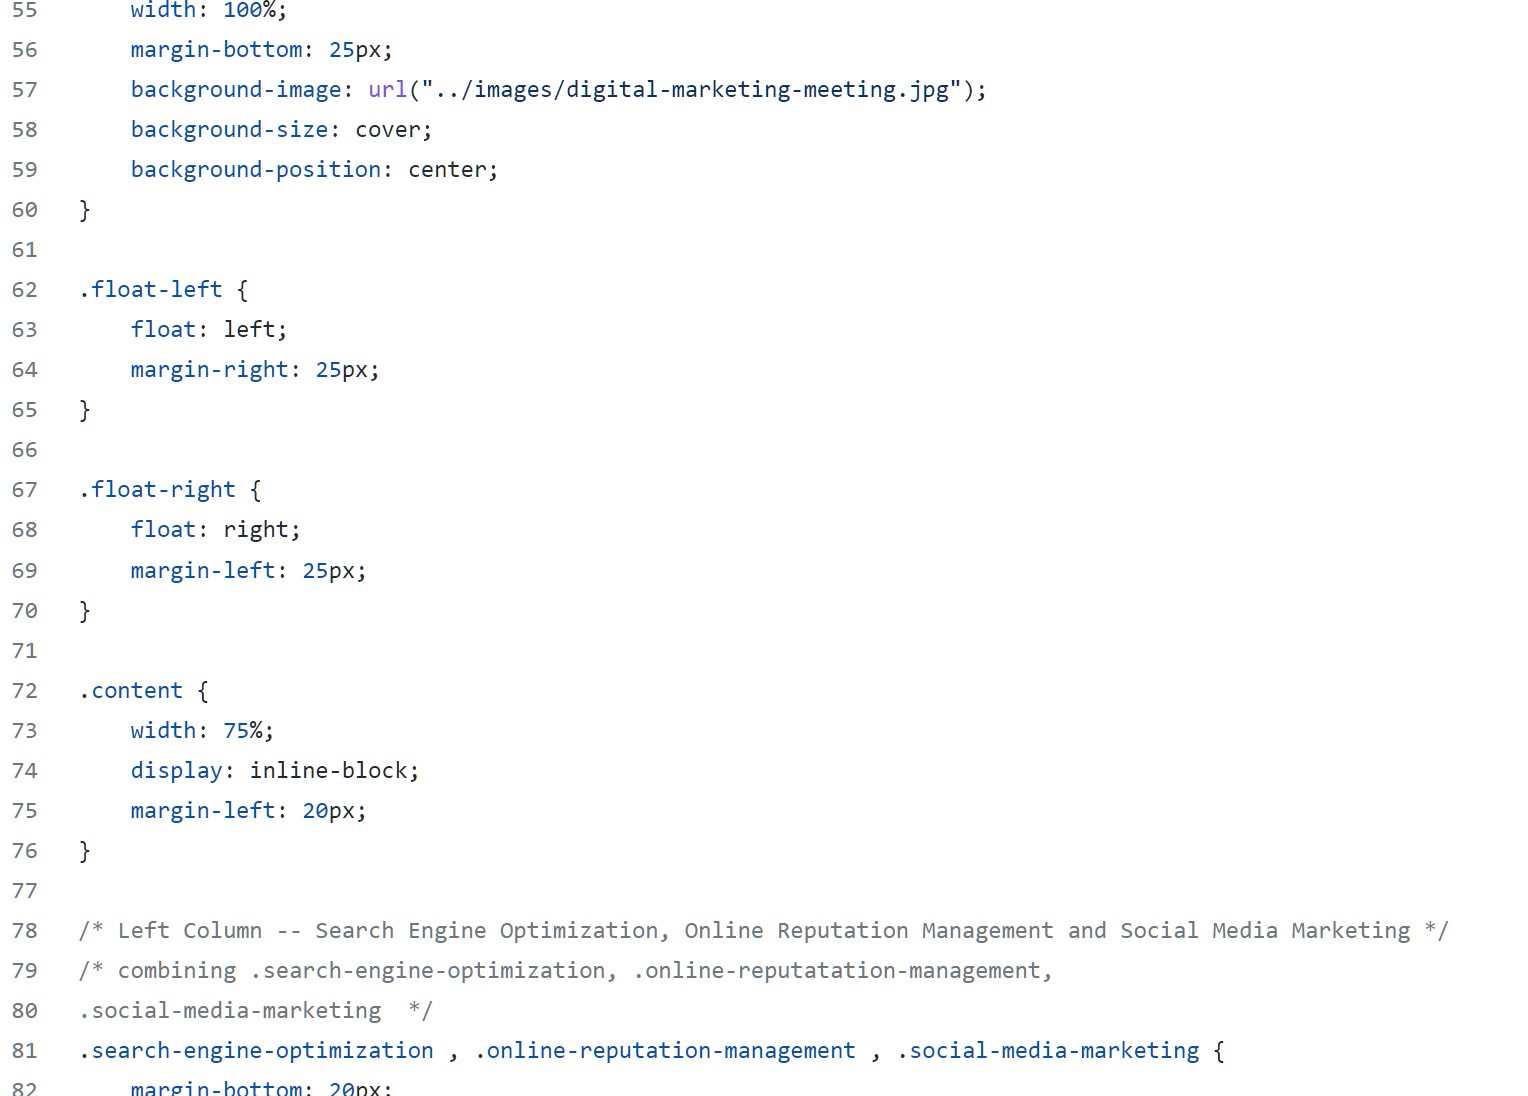 55 width: 100%;
56 margin-bottom: 25px;
57 background-image: url("../images/digital-marketing-meeting.jpg");
58 background-size: cover;
59 background-position: center;
60 }
61
62 .float-left {
63 float: left;
64 margin-right: 25px;
65 }
66
67 .float-right {
68 float: right;
69 margin-left: 25px;
70 }
71
72 .content {
73 width: 75%;
74 display: inline-block;
75 margin-left: 20px;
76 }
77
78 /* Left Column -- Search Engine Optimization, Online Reputation Management and Social Media Marketing */
79 /* combining .search-engine-optimization, .online-reputatation-management,
80 .social-media-marketing  */
81 .search-engine-optimization , .online-reputation-management , .social-media-marketing {
82 margin-bottom: 20px;